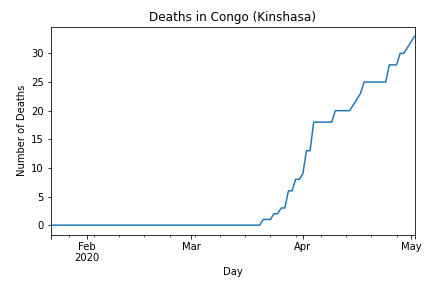 Deaths in Congo (Kinshasa)
Number of Deaths
30
25
20
15
10
5
0
Feb
2020
Mar
Apr
May
Day